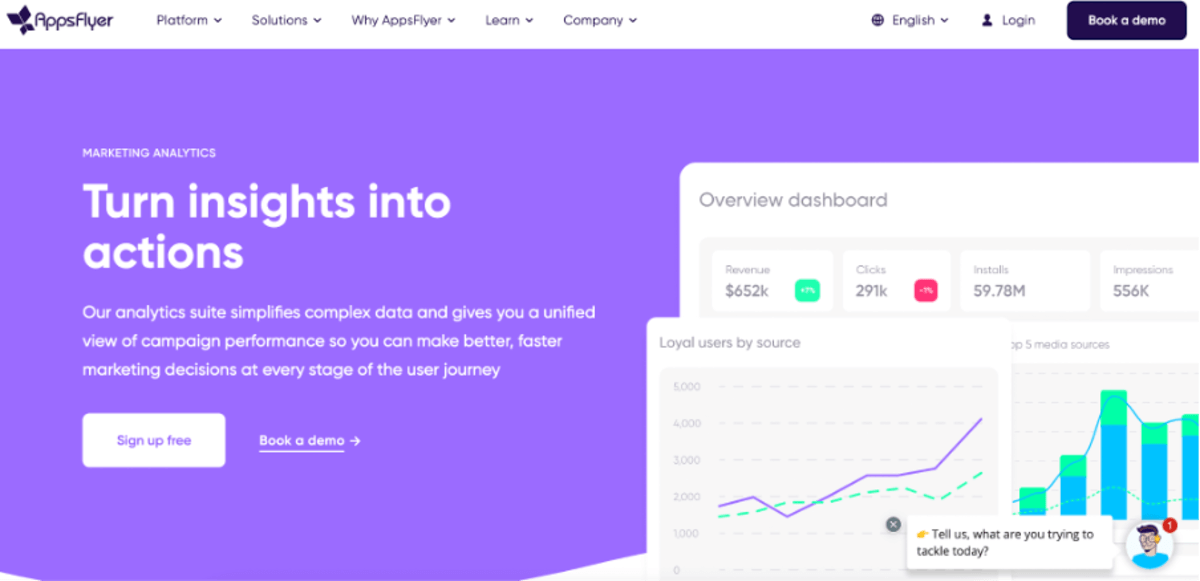 AppsFlyer
Platform
Solutions
Why AppsFlyer
Learn
Company
English
Login
Book a demo
MARKETING ANALYTICS
Turn insights into
actions
Our analytics suite simplifies complex data and gives you a unified
view of campaign performance so you can make better, faster
marketing decisions at every stage of the user journey
Sign up free
Book a demo →
Overview dashboard
Revenue
$652k
Clicks
291k
Installs
59.78M
Impressions
556K
Loyal users by source
5,000
4,000
3,000
2,000
1,000
0
op 5 media sources
👉 Tell us, what are you trying to
tackle today?
1